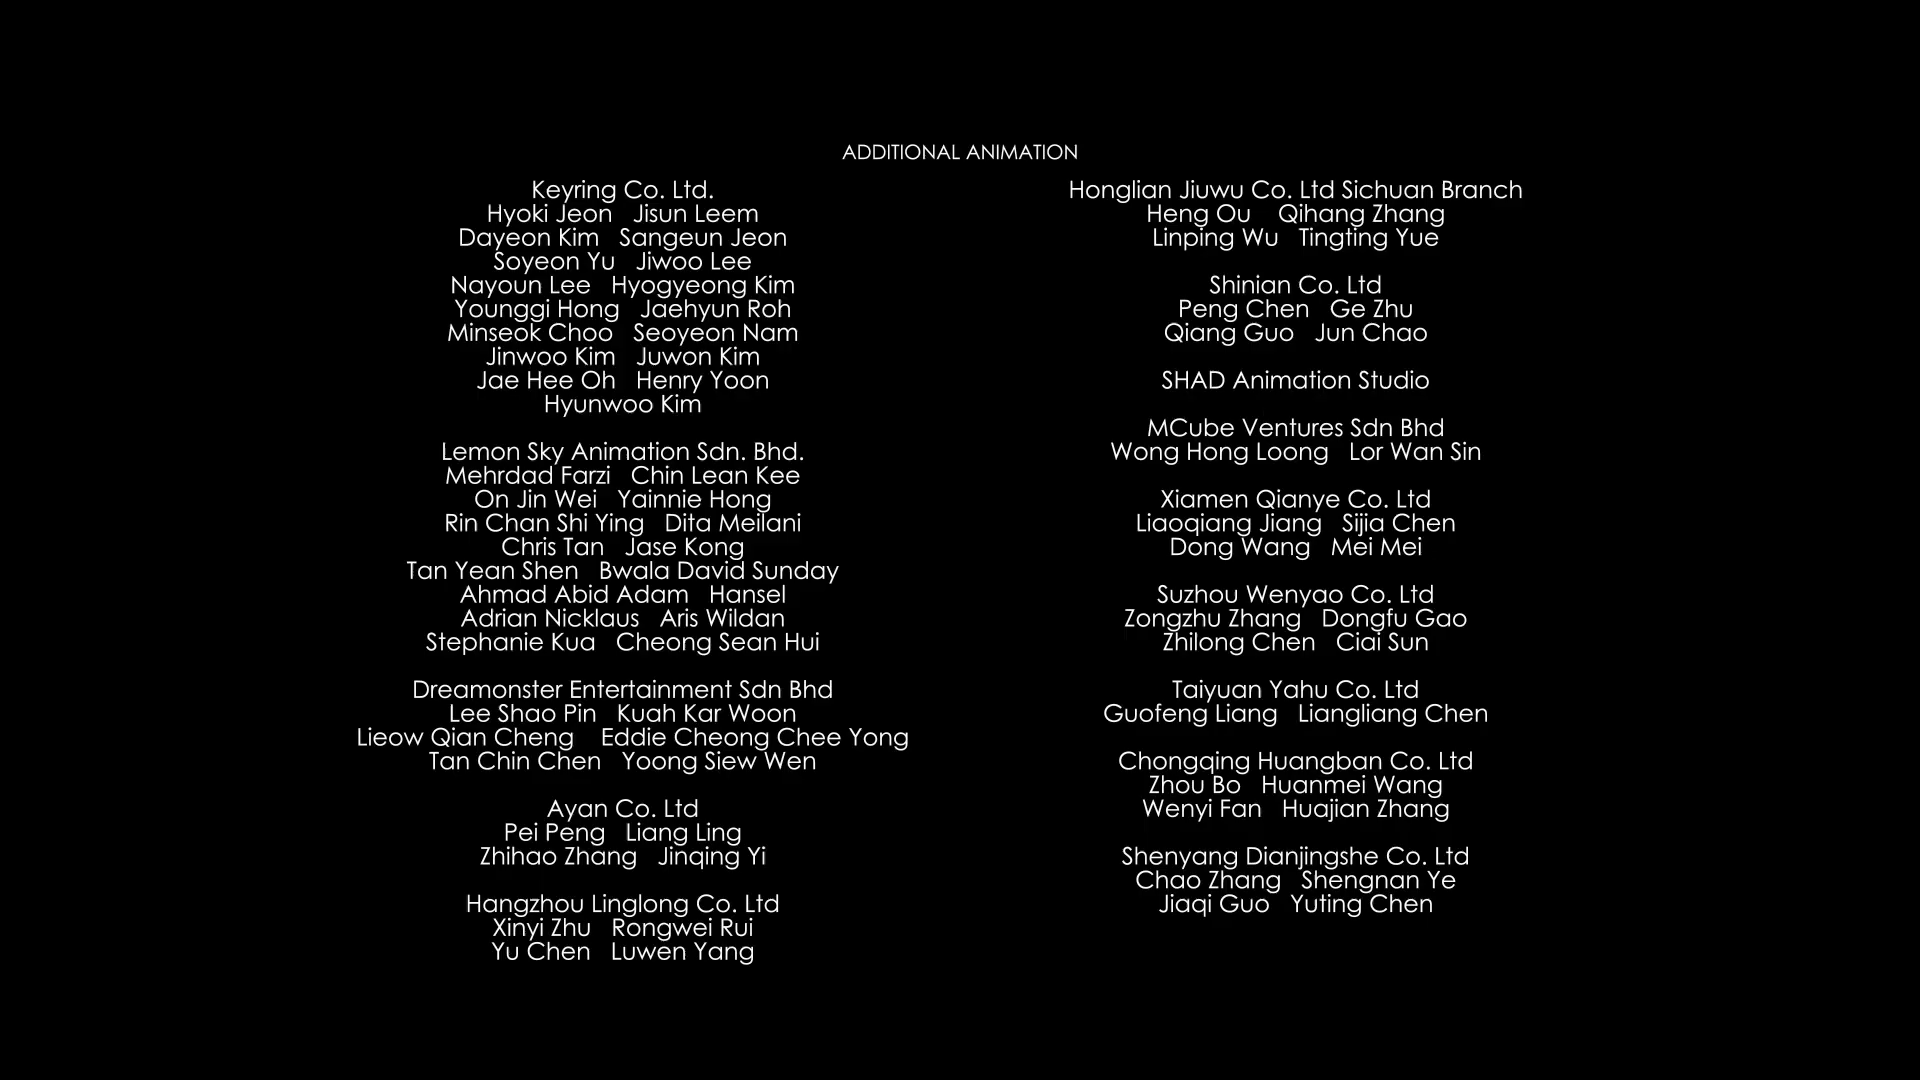 ADDITIONAL ANIMATION
Keyring Co. Ltd.
Hyoki Jeon Jisun Leem
Dayeon Kim Sangeun Jeon
Soyeon Yu Jiwoo Lee
Nayoun Lee Hyogyeong Kim
Younggi Hong Jaehyun Roh
Minseok Choo Seoyeon Nam
Jinwoo Kim Juwon Kim
Jae Hee Oh Henry Yoon
Hyunwoo Kim
Lemon Sky Animation Sdn. Bhd.
Mehrdad Farzi Chin Lean Kee
On Jin Wei Yainnie Hong
Rin Chan Shi Ying Dita Meilani
Chris Tan Jase Kong
Tan Yean Shen Bwala David Sunday
Ahmad Abid Adam Hansel
Adrian Nicklaus Aris Wildan
Stephanie Kua Cheong Sean Hui
Dreamonster Entertainment Sdn Bhd
Lee Shao Pin Kuah Kar Woon
Lieow Qian Cheng Eddie Cheong Chee Yong
Tan Chin Chen Yoong Siew Wen
Ayan Co. Ltd
Pei Peng Liang Ling
Zhihao Zhang Jinqing Yi
Hangzhou Linglong Co. Ltd
Xinyi Zhu Rongwei Rui
Yu Chen Luwen Yang
Honglian Jiuwu Co. Ltd Sichuan Branch
Heng Ou Qihang Zhang
Linping Wu Tingting Yue
Shinian Co. Ltd
Peng Chen Ge Zhu
Qiang Guo Jun Chao
SHAD Animation Studio
MCube Ventures Sdn Bhd
Wong Hong Loong Lor Wan Sin
Xiamen Qianye Co. Ltd
Liaoqiang Jiang Sijia Chen
Dong Wang Mei Mei
Suzhou Wenyao Co. Ltd
Zongzhu Zhang Dongfu Gao
Zhilong Chen Ciai Sun
Taiyuan Yahu Co. Ltd
Guofeng Liang Liangliang Chen
Chongqing Huangban Co. Ltd
Zhou Bo Huanmei Wang
Wenyi Fan Huajian Zhang
Shenyang Dianjingshe Co. Ltd
Chao Zhang Shengnan Ye
Jiaqi Guo Yuting Chen